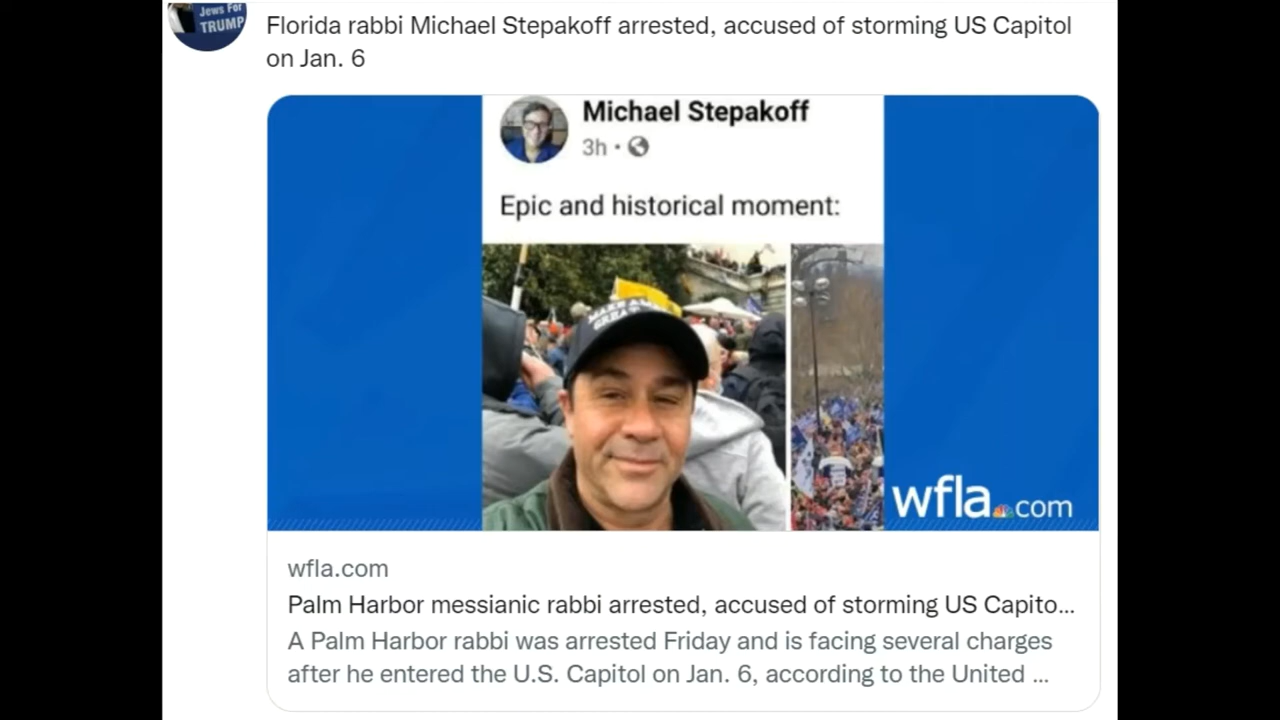 Jews For
TRUMP
Florida rabbi Michael Stepakoff arrested, accused of storming US Capitol
on Jan. 6
Michael Stepakoff
3h •
Epic and historical moment:
MAKE AMERICA
GREAT
wfla.com
wfla.com
Palm Harbor messianic rabbi arrested, accused of storming US Capito...
A Palm Harbor rabbi was arrested Friday and is facing several charges
after he entered the U.S. Capitol on Jan. 6, according to the United ...